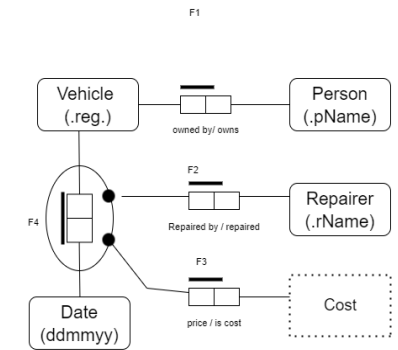 F1
Vehicle
(.reg.)
Person
(.pName)
owned by/ owns
F2
Repairer
(.rName)
Repaired by / repaired
F4
F3
Cost
Date
(ddmmyy)
price / is cost